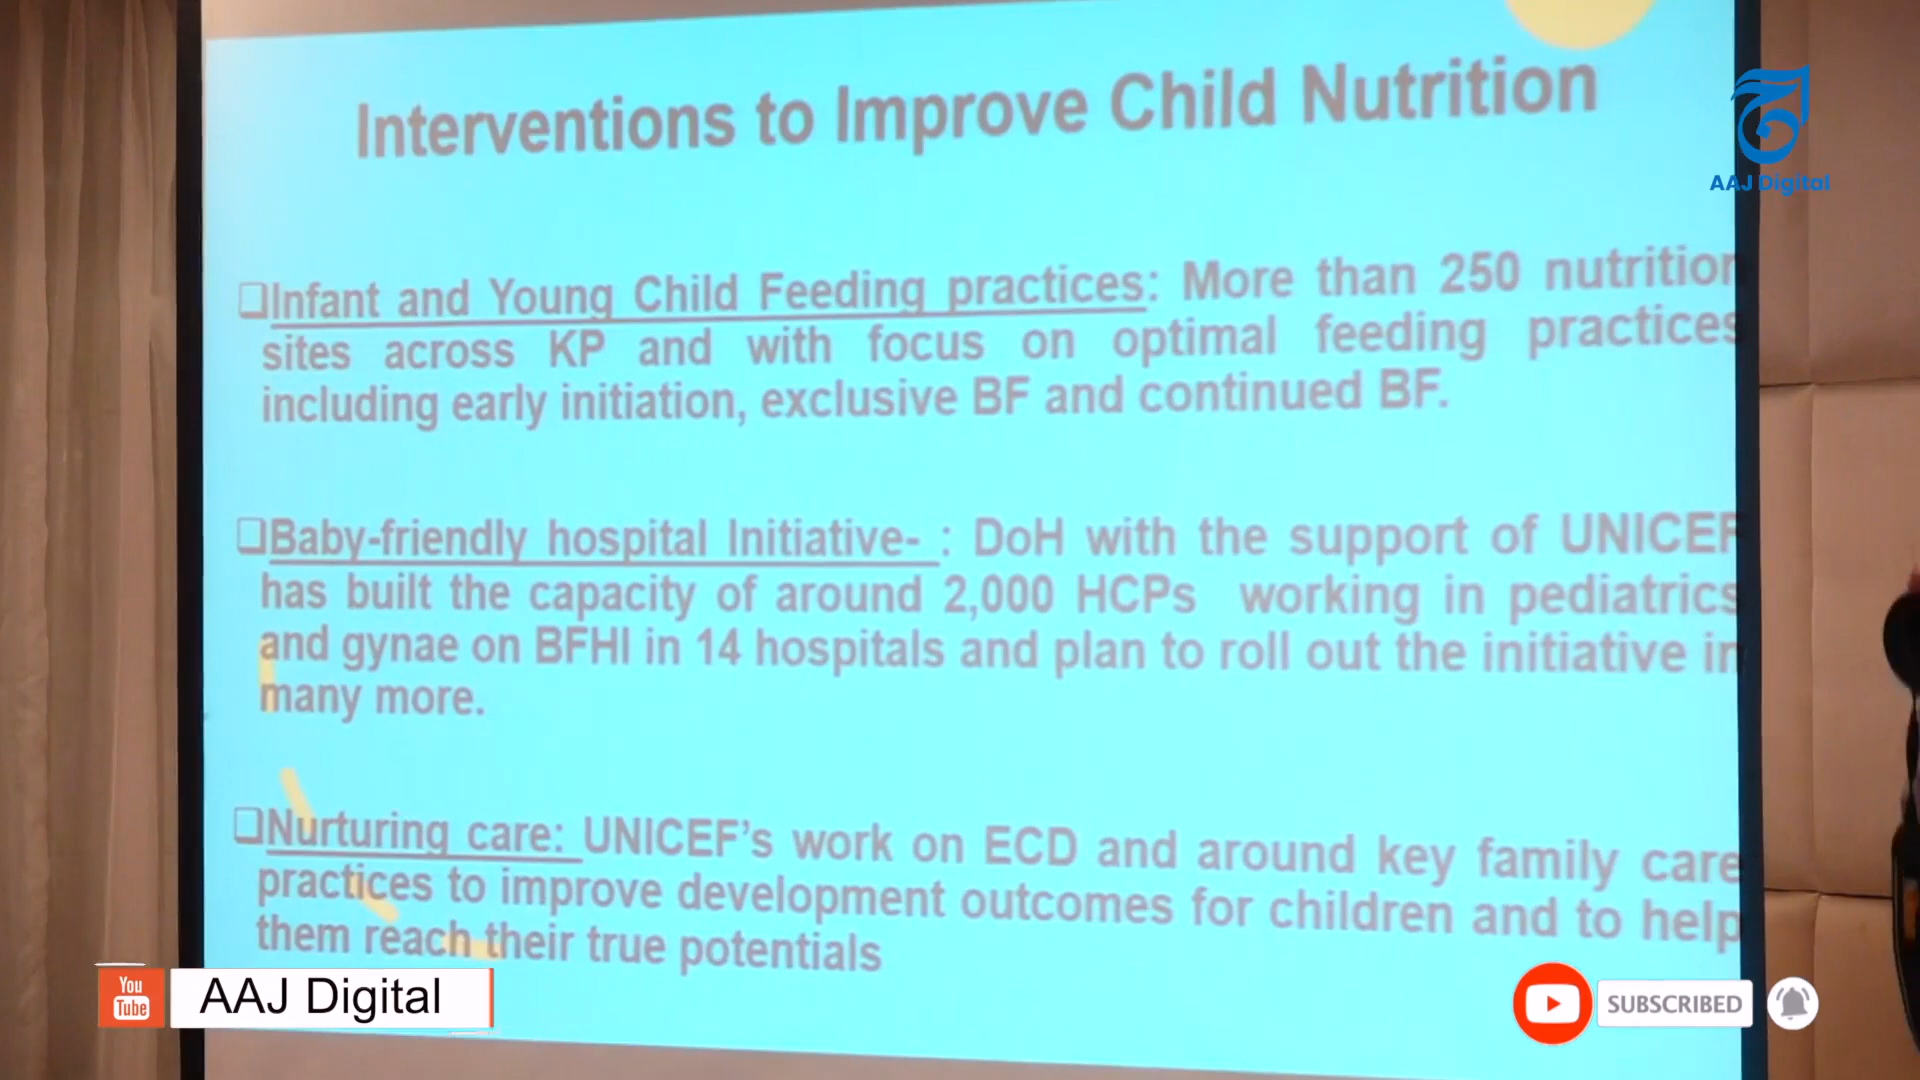 Interventions to Improve Child Nutrition
AAJ Digital
❑Infant and Young Child Feeding practices: More than 250 nutrition
sites across KP and with focus on optimal feeding practices
including early initiation, exclusive BF and continued BF.
❑Baby-friendly hospital Initiative- : DoH with the support of UNICEF
has built the capacity of around 2,000 HCPs working in pediatrics
and gynae on BFHI in 14 hospitals and plan to roll out the initiative in
many more.
❑Nurturing care: UNICEF's work on ECD and around key family care
practices to improve development outcomes for children and to help
them reach their true potentials
You
Tube
AAJ Digital
SUBSCRIBED